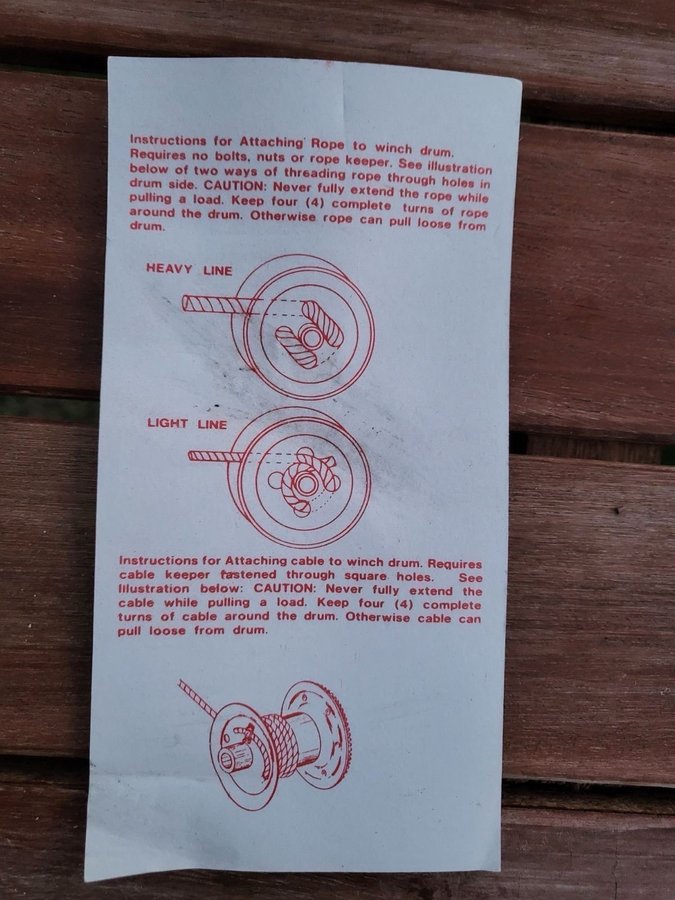 Instructions for Attaching Rope to winch drum.
Requires no bolts, nuts or rope keeper. See illustration
below of two ways of threading rope through holes in
drum side. CAUTION: Never fully extend the rope while
pulling a load. Keep four (4) complete turns of rope
around the drum. Otherwise rope can pull loose from
drum.
HEAVY LINE
LIGHT LINE
Instructions for Attaching cable to winch drum. Requires
cable keeper fastened through square holes. See
Illustration below: CAUTION: Never fully extend the
cable while pulling a load. Keep four (4) complete
turns of cable around the drum. Otherwise cable can
pull loose from drum.